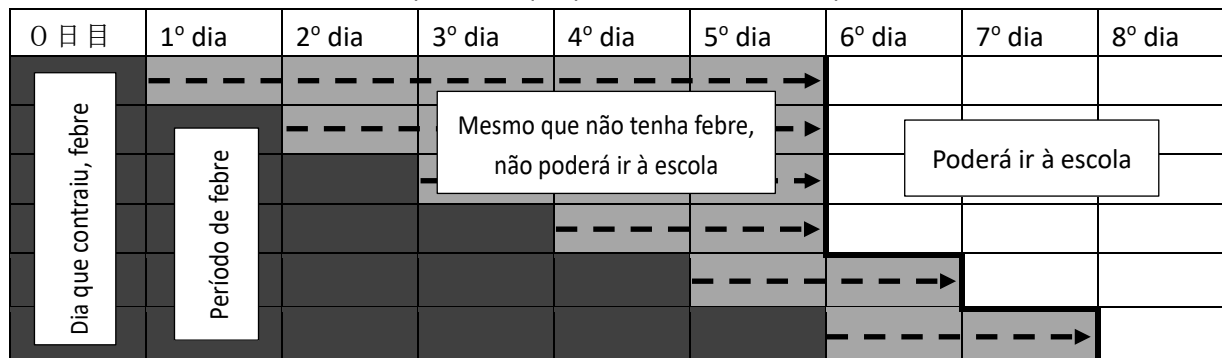 0日目 1º dia 2º dia 3º dia 4º dia 5º dia 6º dia 7º dia 8º dia
Dia que contraiu, febre
Período de febre
Mesmo que não tenha febre,
não poderá ir à escola
Poderá ir à escola